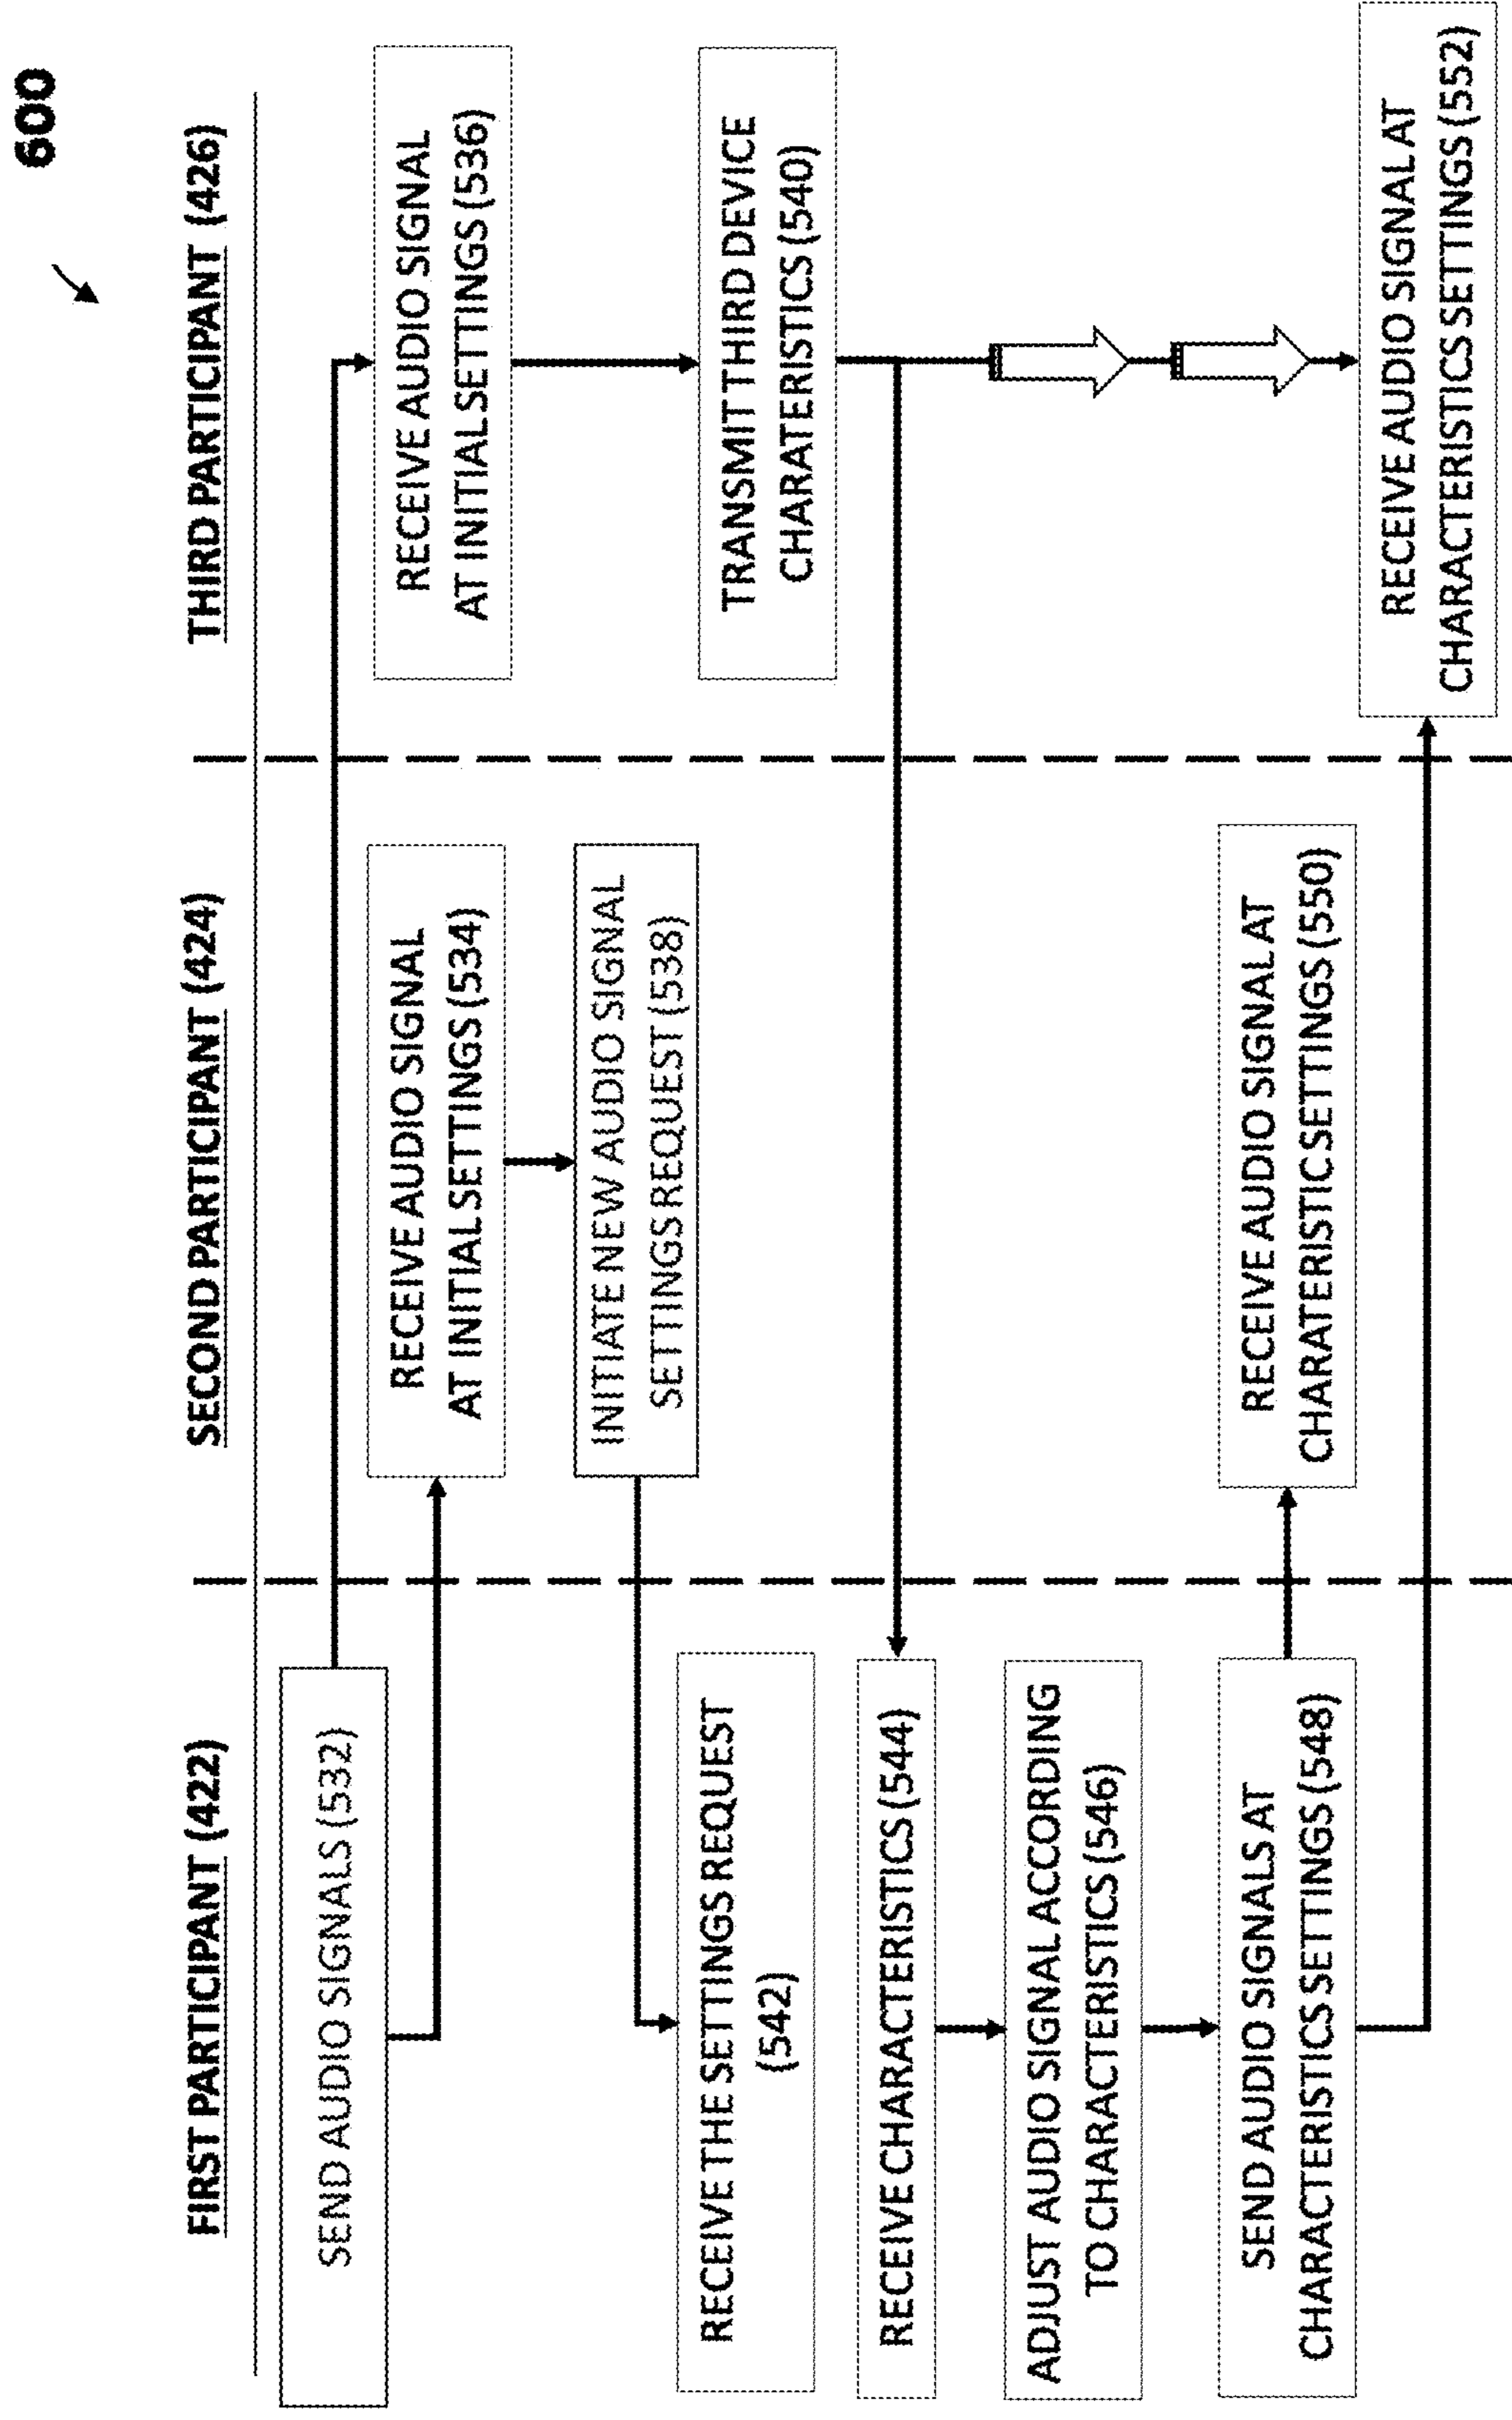 600
FIRST PARTICIPANT (422)
SECOND PARTICIPANT (424)
THIRD PARTICIPANT (426)
SEND AUDIO SIGNALS (532)
RECEIVE AUDIO SIGNAL
AT INITIAL SETTINGS (534)
RECEIVE AUDIO SIGNAL
AT INITIAL SETTINGS (536)
INITIATE NEW AUDIO SIGNAL
SETTINGS REQUEST (538)
TRANSMIT THIRD DEVICE
CHARATERISTICS (540)
RECEIVE THE SETTINGS REQUEST
(542)
RECEIVE CHARACTERISTICS (544)
ADJUST AUDIO SIGNAL ACCORDING
TO CHARACTERISTICS (546)
SEND AUDIO SIGNALS AT
CHARACTERISTICS SETTINGS (548)
RECEIVE AUDIO SIGNAL AT
CHARATERISTIC SETTINGS (550)
RECEIVE AUDIO SIGNAL AT
CHARACTERISTICS SETTINGS (552)